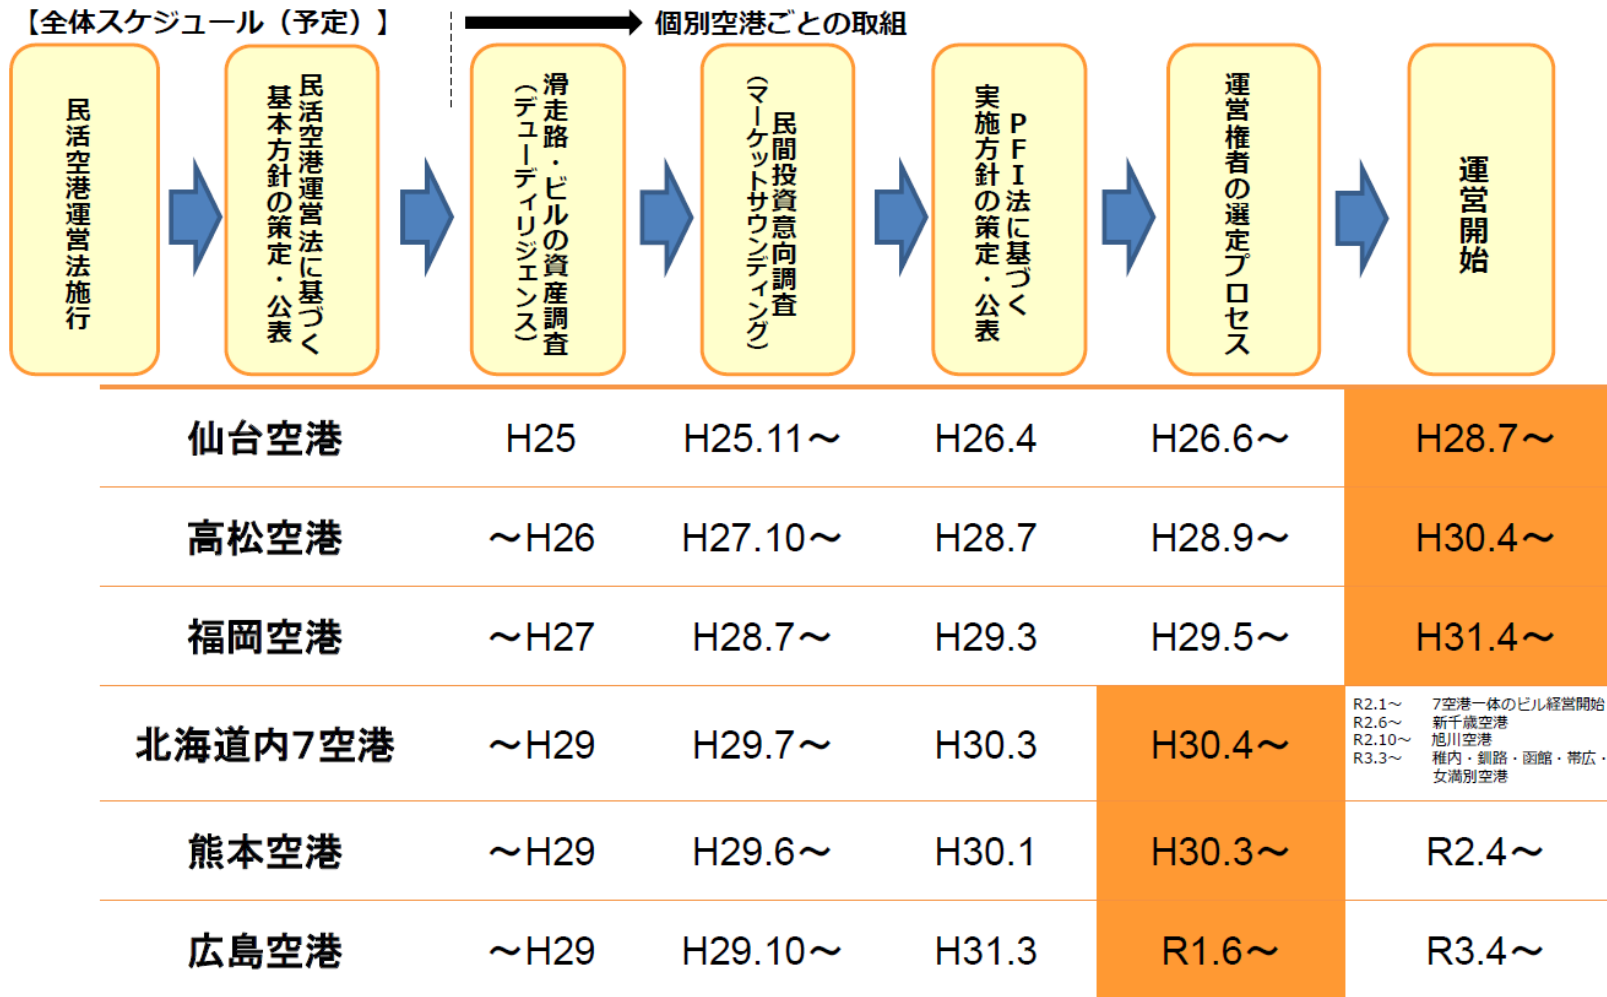 【全体スケジュール（予定）】
個別空港ごとの取組
民活空港運営法施行
民活空港運営法に基づく
基本方針の策定・公表
滑走路・ビルの資産調査
（デューディリジェンス）
民間投資意向調査
（マーケットサウンディング）
ＰＦＩ法に基づく
実施方針の策定・公表
運営権者の選定プロセス
運営開始
仙台空港 H25 H25.11～ H26.4 H26.6～ H28.7～
高松空港 ～H26 H27.10～ H28.7 H28.9～ H30.4～
福岡空港 ～H27 H28.7～ H29.3 H29.5～ H31.4～
北海道内7空港 ～H29 H29.7～ H30.3 H30.4～
R2.1～ 7空港一体のビル経営開始
R2.6～ 新千歳空港
R2.10～ 旭川空港
R3.3～ 稚内・釧路・函館・帯広・
女満別空港
熊本空港 ～H29 H29.6～ H30.1 H30.3～ R2.4～
広島空港 ～H29 H29.10～ H31.3 R1.6～ R3.4～